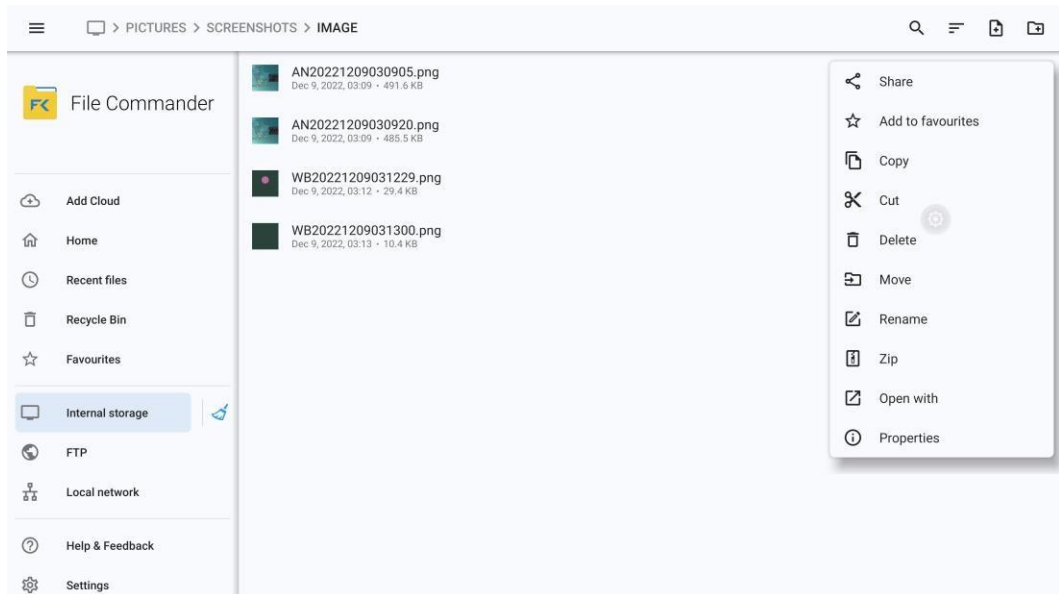 > PICTURES > SCREENSHOTS > IMAGE
FK
File Commander
Add Cloud
Home
Recent files
Recycle Bin
Favourites
Internal storage
FTP
Local network
Help & Feedback
Settings
AN20221209030905.png
Dec 9, 2022, 03:09 • 491.6 KB
AN20221209030920.png
Dec 9, 2022, 03:09 • 485.5 KB
WB20221209031229.png
Dec 9, 2022, 03:12 • 29.4 KB
WB20221209031300.png
Dec 9, 2022, 03:13 • 10.4 KB
Share
Add to favourites
Copy
Cut
Delete
Move
Rename
Zip
Open with
Properties